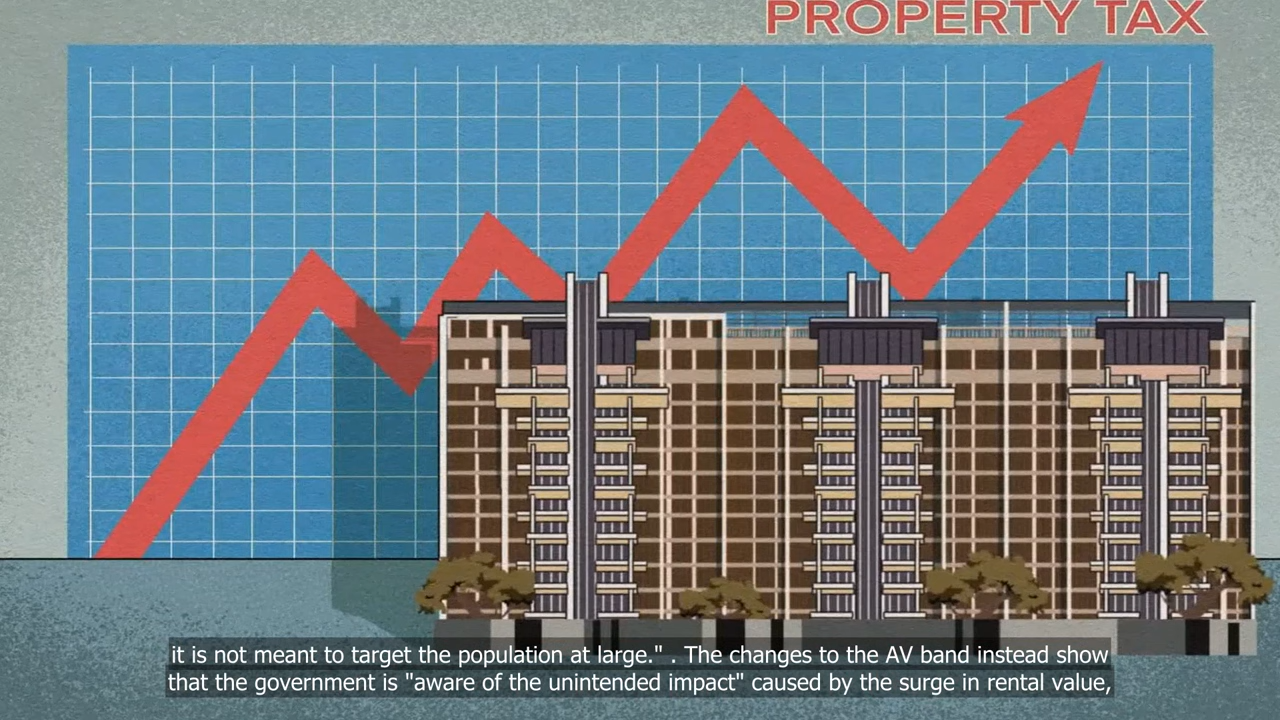 PROPERTY TAX
it is not meant to target the population at large." . The changes to the AV band instead show
that the government is "aware of the unintended impact" caused by the surge in rental value,